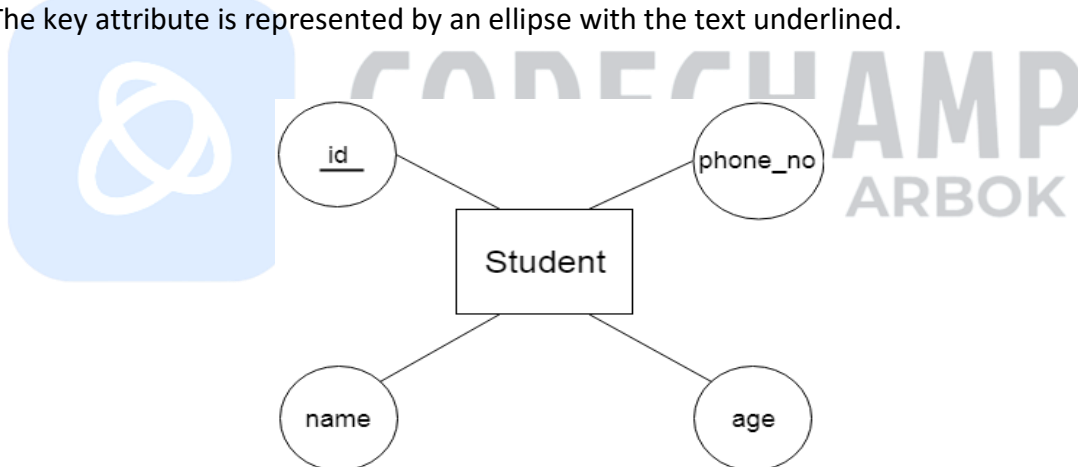 The key attribute is represented by an ellipse with the text underlined.
CODECHAMP
ARBOK
id
phone_no
Student
name
age